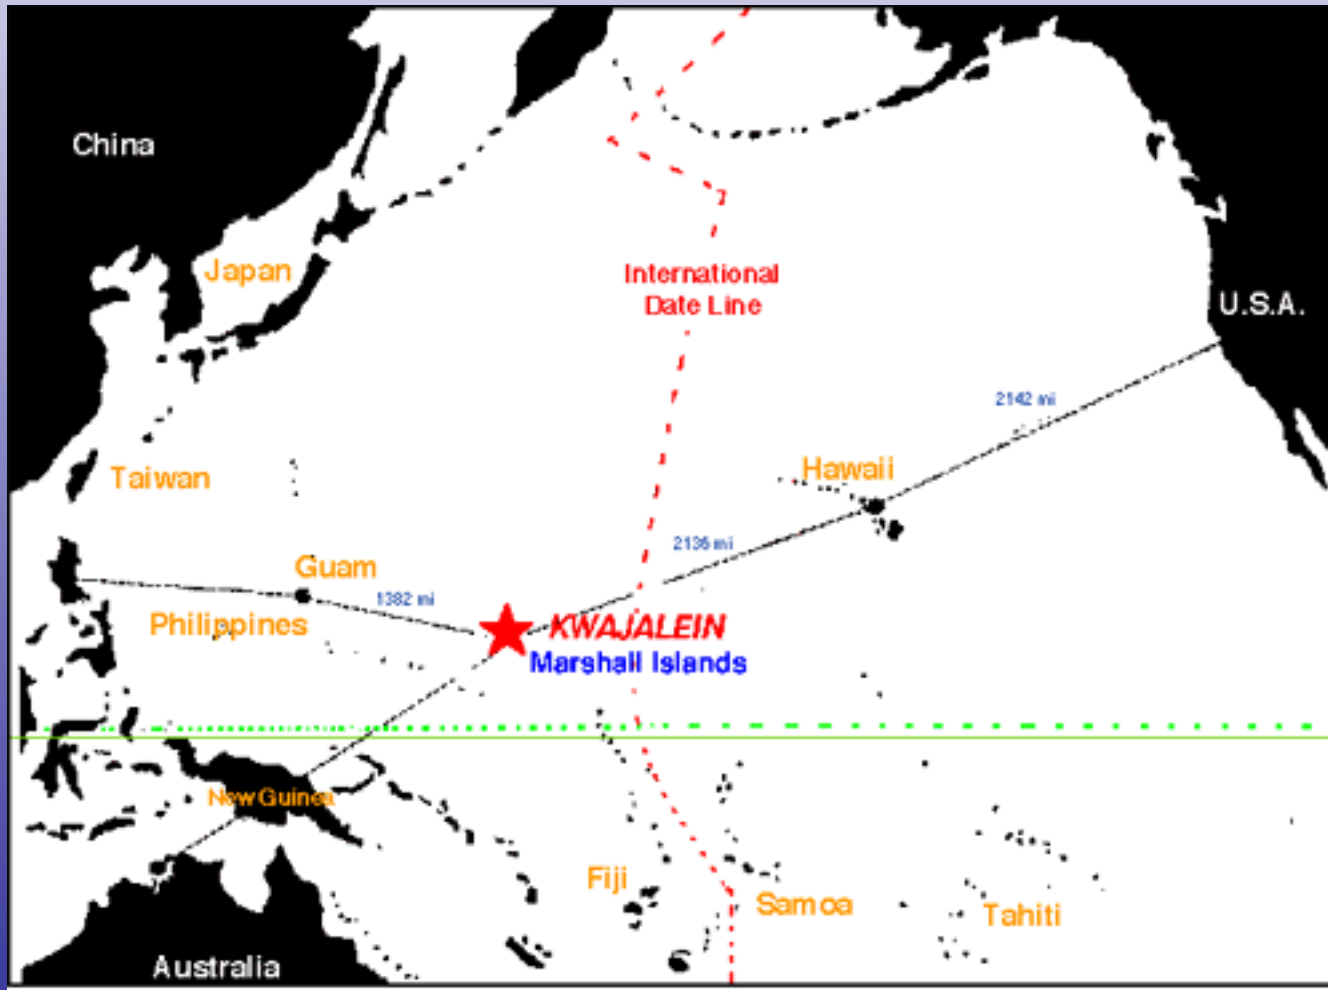 China
Japan
International
Date Line
U.S.A.
2142 mi
Hawaii
Taiwan
2135 mi
Guam
1382 mi
Philippines
KWAJALEIN
Marshall Islands
New Guinea
Fiji
Samoa
Tahiti
Australia